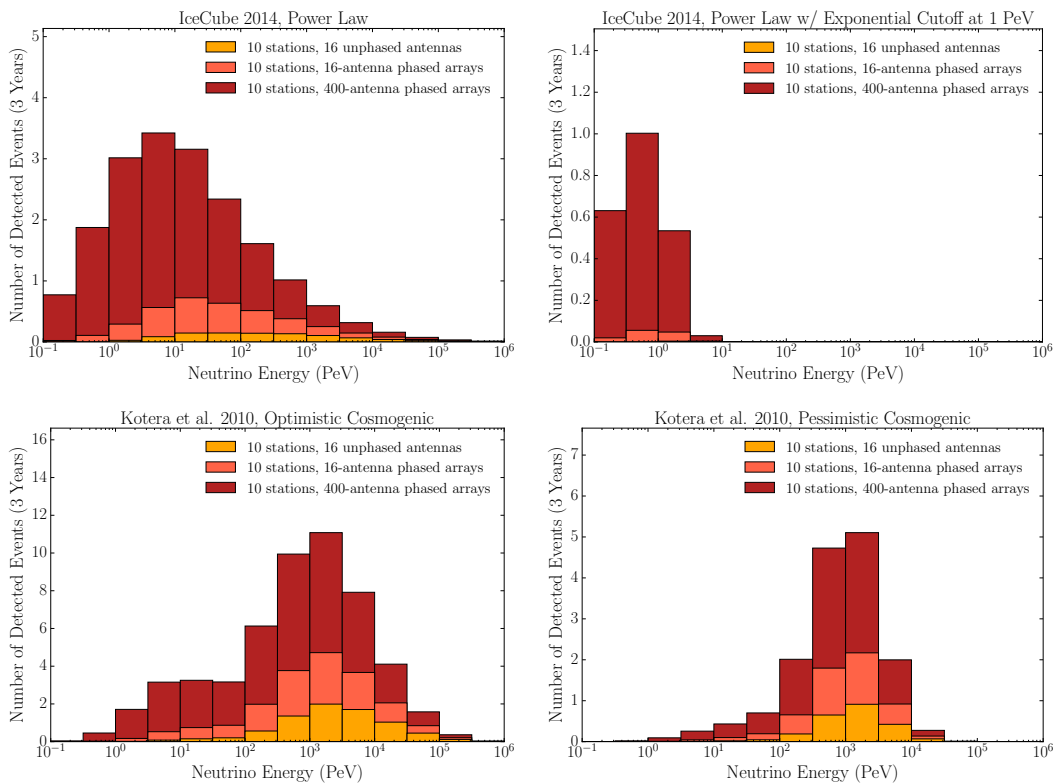 IceCube 2014, Power Law
Number of Detected Events (3 Years)
5
4
3
2
1
0
10 stations, 16 unphased antennas
10 stations, 16-antenna phased arrays
10 stations, 400-antenna phased arrays
10⁻¹ 10⁰ 10¹ 10² 10³ 10⁴ 10⁵ 10⁶
Neutrino Energy (PeV)
IceCube 2014, Power Law w/ Exponential Cutoff at 1 PeV
Number of Detected Events (3 Years)
1.4
1.2
1.0
0.8
0.6
0.4
0.2
0.0
10 stations, 16 unphased antennas
10 stations, 16-antenna phased arrays
10 stations, 400-antenna phased arrays
10⁻¹ 10⁰ 10¹ 10² 10³ 10⁴ 10⁵ 10⁶
Neutrino Energy (PeV)
Kotera et al. 2010, Optimistic Cosmogenic
Number of Detected Events (3 Years)
16
14
12
10
8
6
4
2
0
10 stations, 16 unphased antennas
10 stations, 16-antenna phased arrays
10 stations, 400-antenna phased arrays
10⁻¹ 10⁰ 10¹ 10² 10³ 10⁴ 10⁵ 10⁶
Neutrino Energy (PeV)
Kotera et al. 2010, Pessimistic Cosmogenic
Number of Detected Events (3 Years)
7
6
5
4
3
2
1
0
10 stations, 16 unphased antennas
10 stations, 16-antenna phased arrays
10 stations, 400-antenna phased arrays
10⁻¹ 10⁰ 10¹ 10² 10³ 10⁴ 10⁵ 10⁶
Neutrino Energy (PeV)